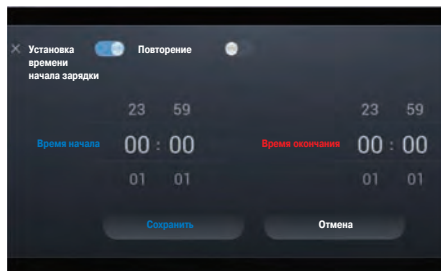 Установка
времени
начала зарядки
Повторение
23 59 23 59
Время начала 00 : 00 Время окончания 00 : 00
01 01 01 01
Сохранить Отмена